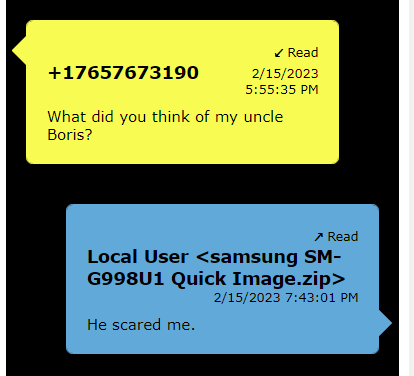 ↙ Read
+17657673190 2/15/2023
5:55:35 PM
What did you think of my uncle
Boris?
↗ Read
Local User <samsung SM-
G998U1 Quick Image.zip>
2/15/2023 7:43:01 PM
He scared me.